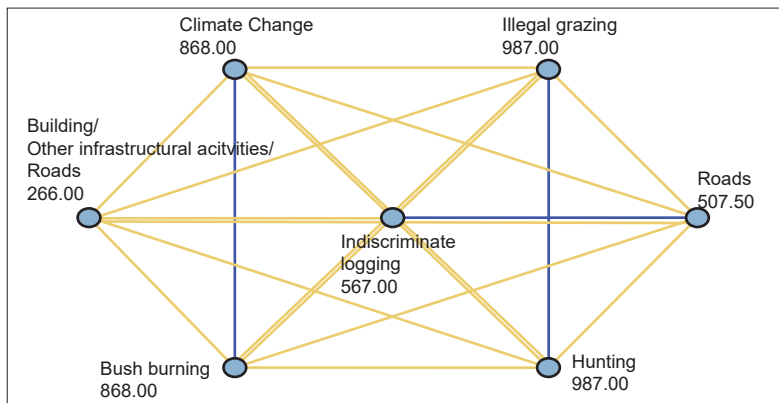 Climate Change
868.00
Illegal grazing
987.00
Building/
Other infrastructural acitvities/
Roads
266.00
Roads
507.50
Indiscriminate
logging
567.00
Bush burning
868.00
Hunting
987.00